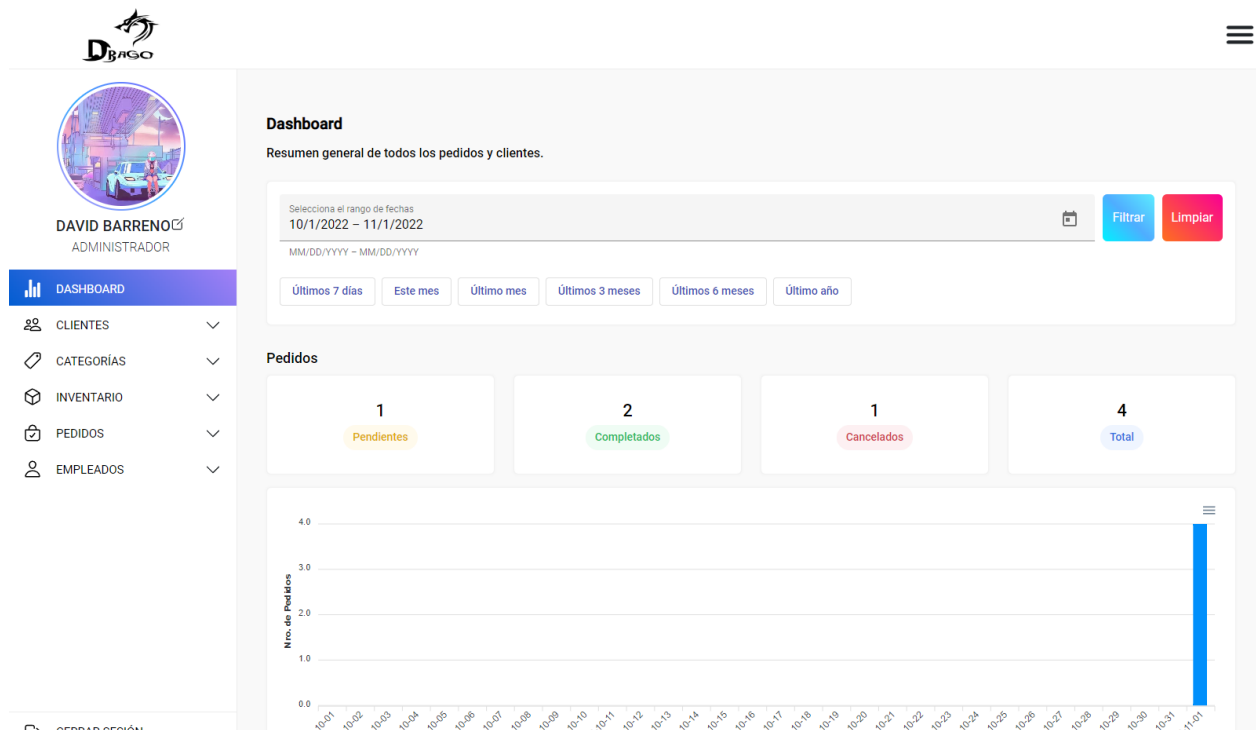 DRAGO
DAVID BARRENO
ADMINISTRADOR
DASHBOARD
CLIENTES
CATEGORÍAS
INVENTARIO
PEDIDOS
EMPLEADOS
CERRAR SESIÓN
Dashboard
Resumen general de todos los pedidos y clientes.
Selecciona el rango de fechas
10/1/2022 – 11/1/2022
MM/DD/YYYY – MM/DD/YYYY
Filtrar
Limpiar
Últimos 7 días Este mes Último mes Últimos 3 meses Últimos 6 meses Último año
Pedidos
1 2 1 4
Pendientes Completados Cancelados Total
4.0
3.0
2.0
1.0
0.0
Nro. de Pedidos
10-01 10-02 10-03 10-04 10-05 10-06 10-07 10-08 10-09 10-10 10-11 10-12 10-13 10-14 10-15 10-16 10-17 10-18 10-19 10-20 10-21 10-22 10-23 10-24 10-25 10-26 10-27 10-28 10-29 10-30 10-31 11-01